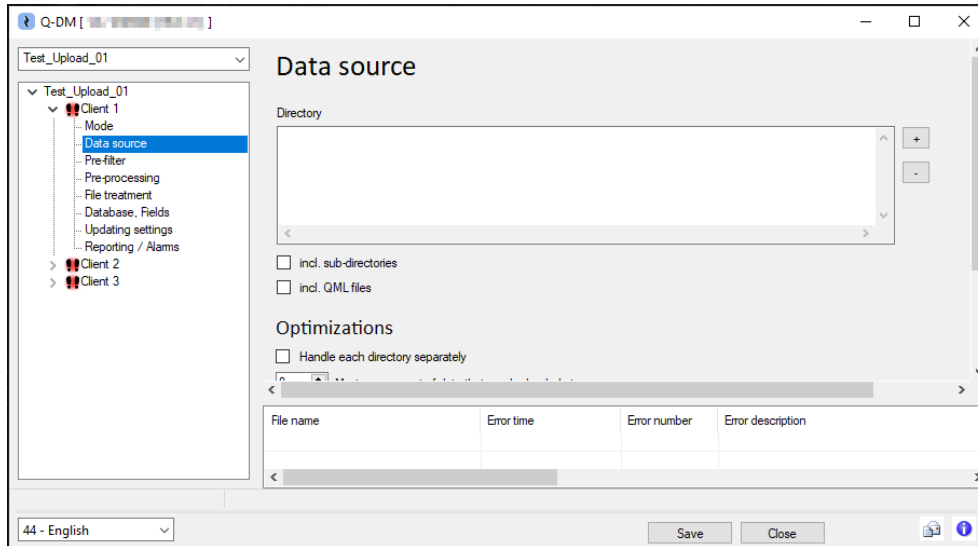 Q-DM [ ]
Test_Upload_01
Test_Upload_01
Client 1
Mode
Data source
Pre-filter
Pre-processing
File treatment
Database, Fields
Updating settings
Reporting / Alarms
Client 2
Client 3
Data source
Directory
+
-
incl. sub-directories
incl. QML files
Optimizations
Handle each directory separately
File name Error time Error number Error description
44 - English
Save Close